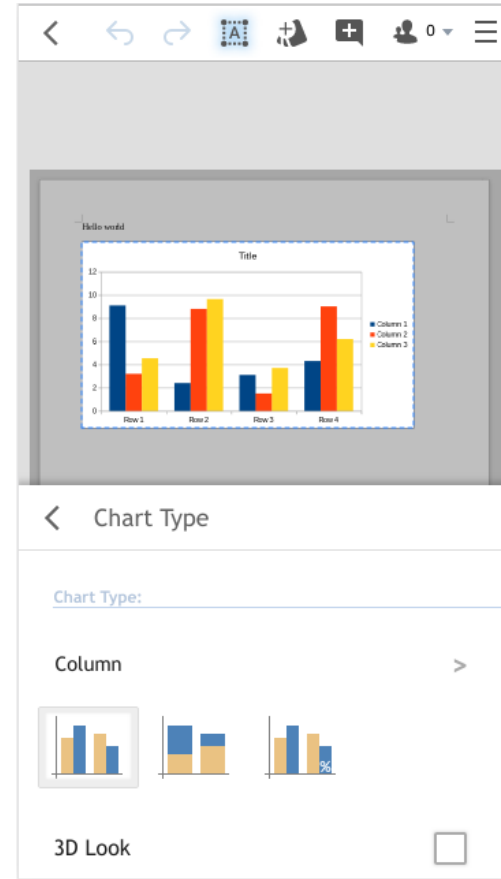 A
0
Hello world
Title
12
10
8
6
4
2
0
Row 1 Row 2 Row 3 Row 4
Column 1
Column 2
Column 3
Chart Type
Chart Type:
Column >
%
3D Look